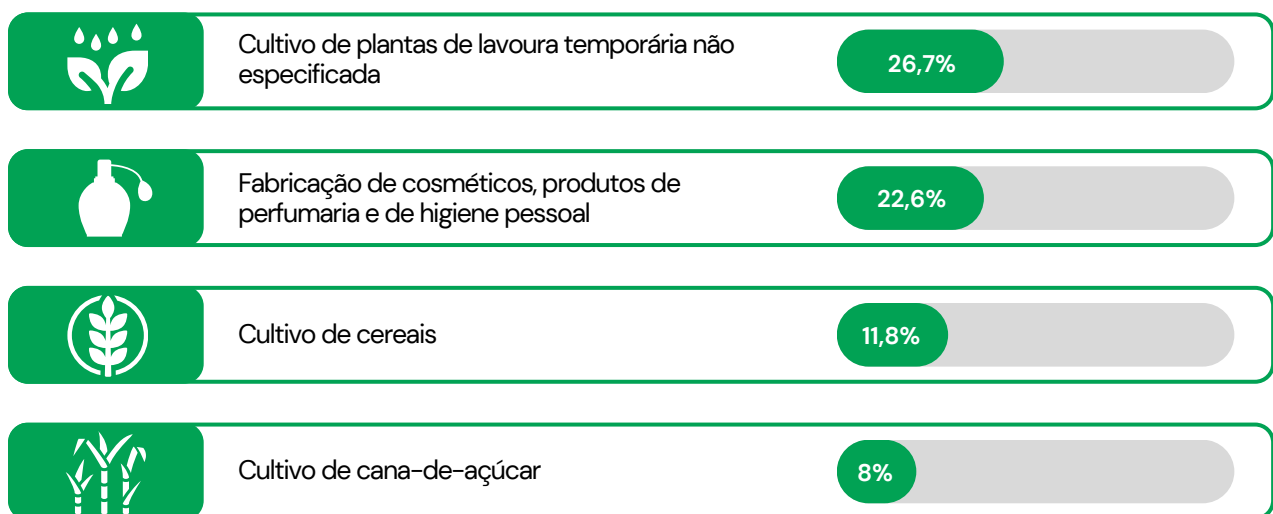 Cultivo de plantas de lavoura temporária não
especificada
26,7%
Fabricação de cosméticos, produtos de
perfumaria e de higiene pessoal
22,6%
Cultivo de cereais
11,8%
Cultivo de cana-de-açúcar
8%